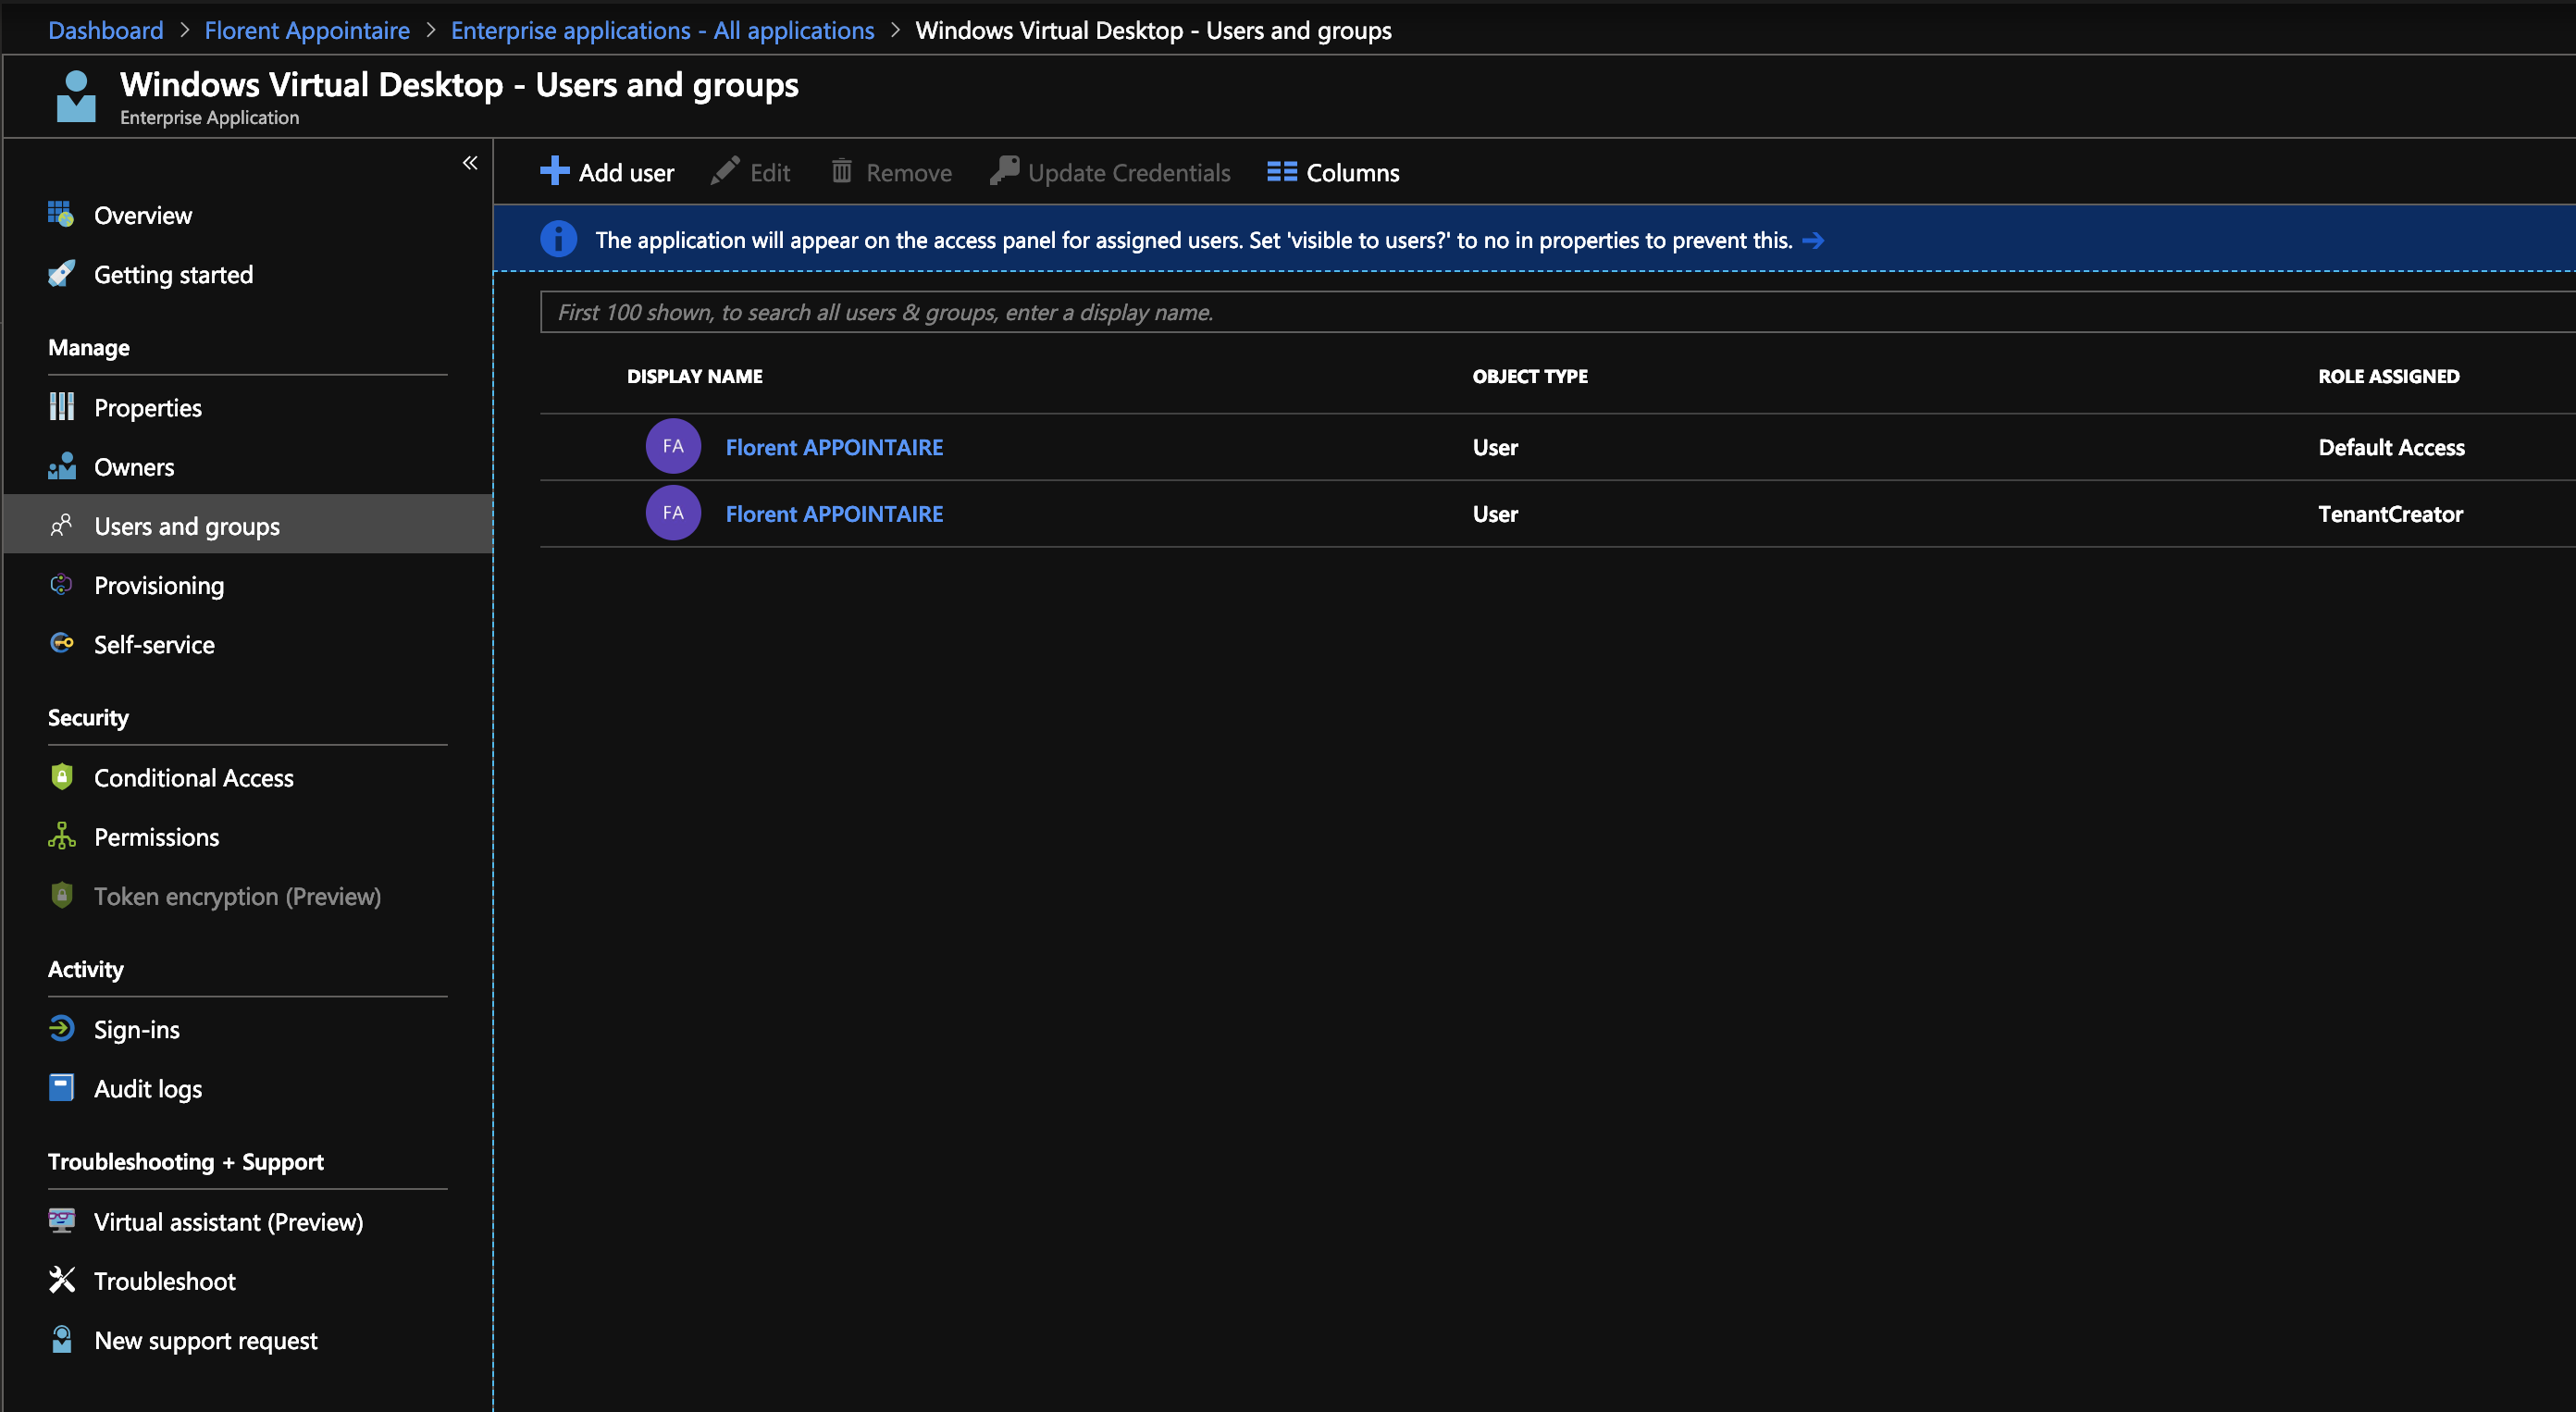 Dashboard > Florent Appointaire > Enterprise applications - All applications > Windows Virtual Desktop - Users and groups
Windows Virtual Desktop - Users and groups
Enterprise Application
Overview
Getting started
Manage
Properties
Owners
Users and groups
Provisioning
Self-service
Security
Conditional Access
Permissions
Token encryption (Preview)
Activity
Sign-ins
Audit logs
Troubleshooting + Support
Virtual assistant (Preview)
Troubleshoot
New support request
Add user Edit Remove Update Credentials Columns
The application will appear on the access panel for assigned users. Set 'visible to users?' to no in properties to prevent this.
First 100 shown, to search all users & groups, enter a display name.
DISPLAY NAME OBJECT TYPE ROLE ASSIGNED
FA Florent APPOINTAIRE User Default Access
FA Florent APPOINTAIRE User TenantCreator